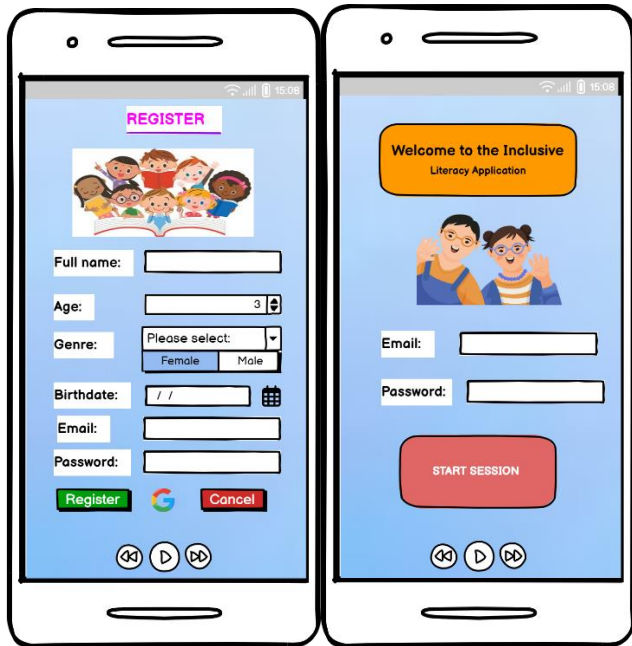 15:08
REGISTER
Full name:
Age: 3
Genre: Please select:
Female Male
Birthdate: / /
Email:
Password:
Register G Cancel
15:08
Welcome to the Inclusive
Literacy Application
Email:
Password:
START SESSION